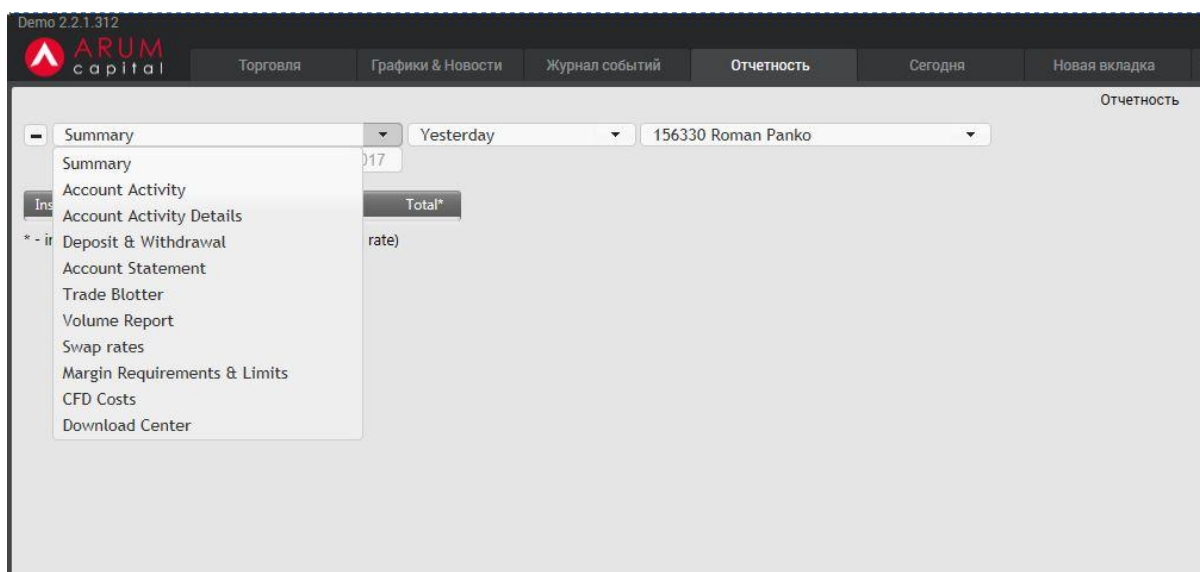 Demo 2.2.1.312
ARUM
capital
Торговля Графики & Новости Журнал событий Отчетность Сегодня Новая вкладка
Отчетность
Summary Yesterday 156330 Roman Panko
Summary
Account Activity
Account Activity Details
Total*
Deposit & Withdrawal
rate)
Account Statement
Trade Blotter
Volume Report
Swap rates
Margin Requirements & Limits
CFD Costs
Download Center